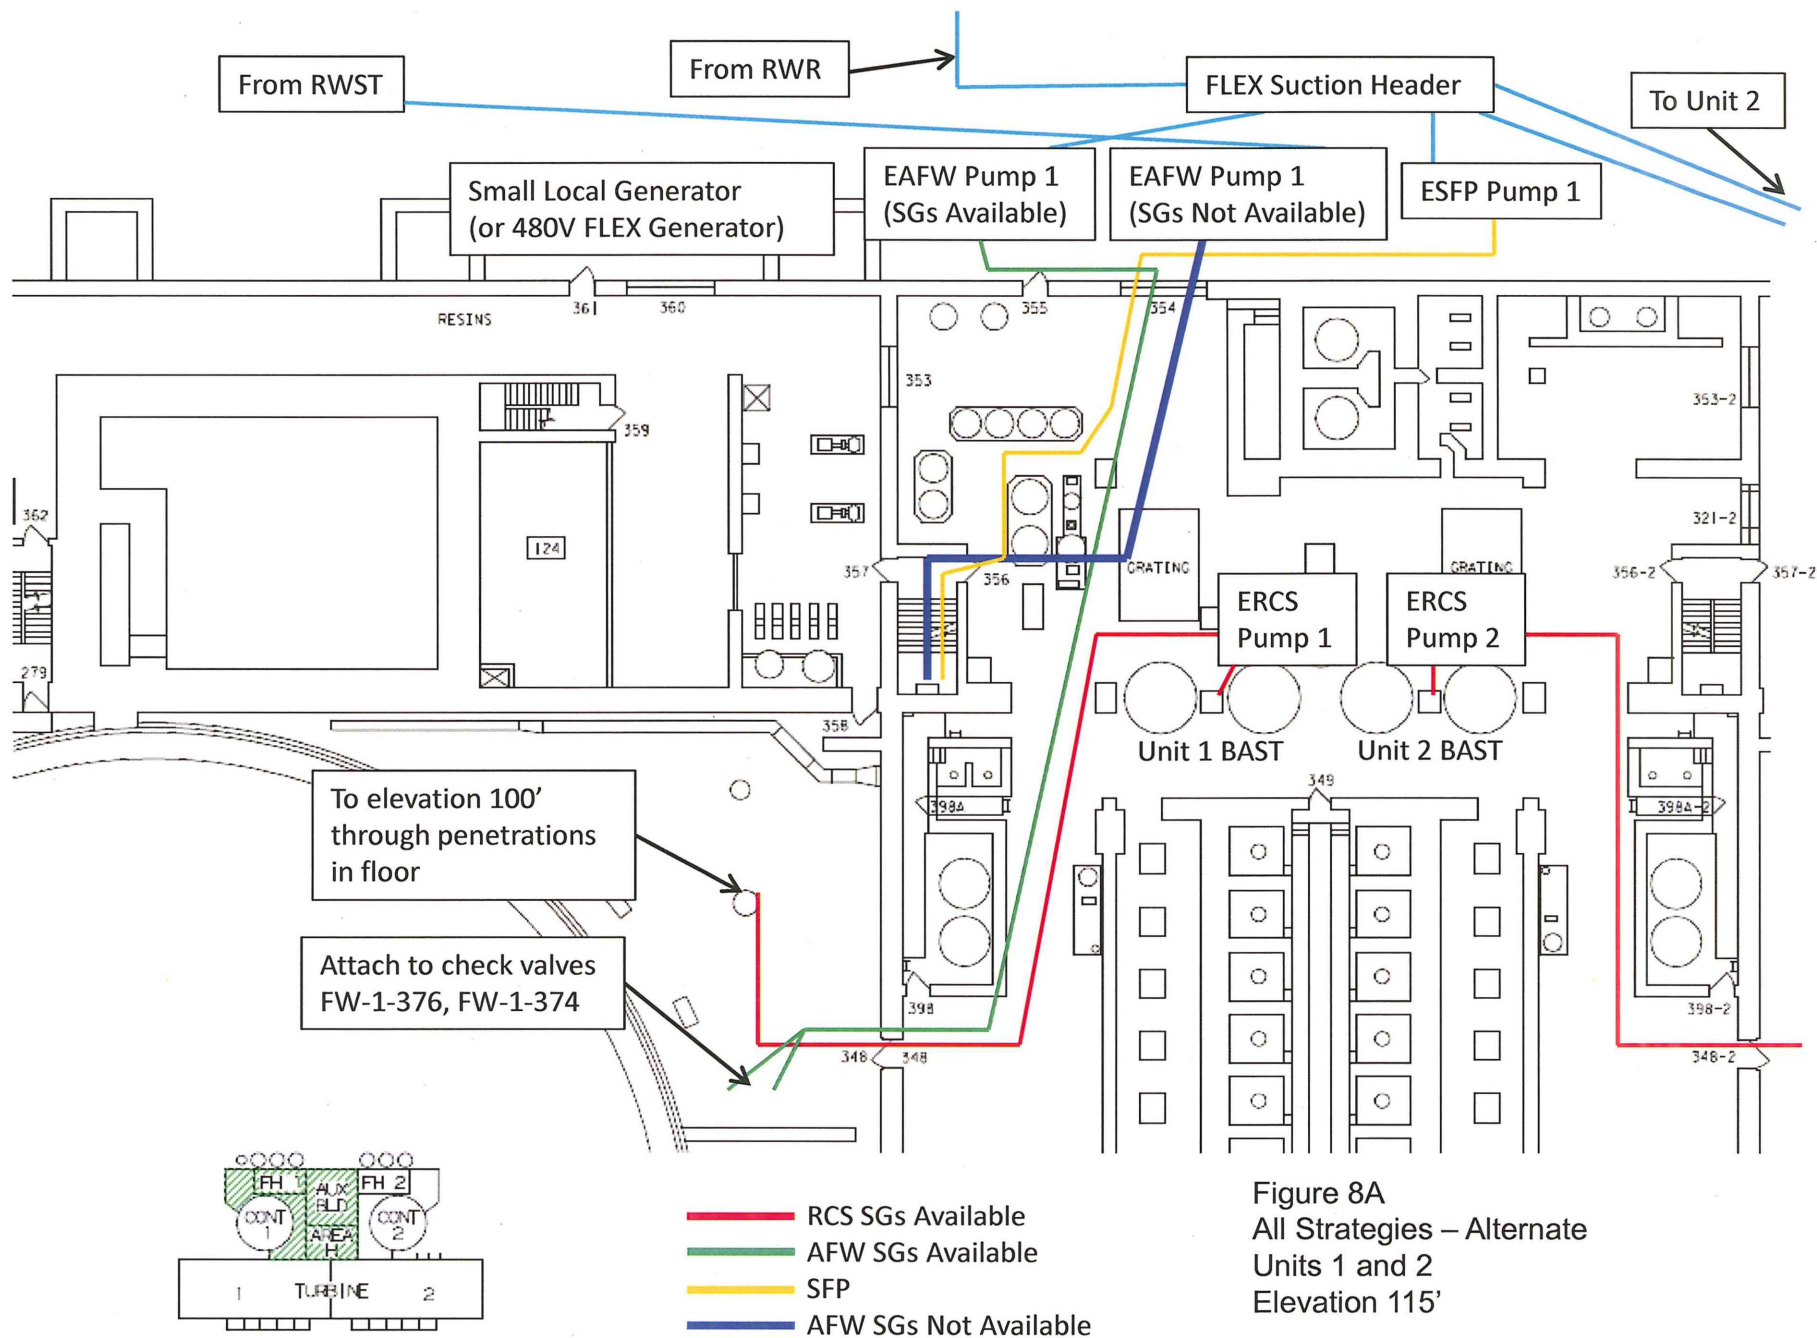 From RWST
From RWR
FLEX Suction Header
To Unit 2
Small Local Generator
(or 480V FLEX Generator)
EAFW Pump 1
(SGs Available)
EAFW Pump 1
(SGs Not Available)
ESFP Pump 1
361
360
355
354
RESINS
353
353-2
359
362
124
321-2
357
356
GRATING
GRATING
356-2
357-2
ERCS
Pump 1
ERCS
Pump 2
279
358
Unit 1 BAST
Unit 2 BAST
349
To elevation 100'
through penetrations
in floor
398A
398A-2
Attach to check valves
FW-1-376, FW-1-374
398
398-2
348
348
348-2
FH 1
AUX
BLD
FH 2
CONT
1
CONT
2
AREA
H
1
TURBINE
2
RCS SGs Available
AFW SGs Available
SFP
AFW SGs Not Available
Figure 8A
All Strategies – Alternate
Units 1 and 2
Elevation 115'